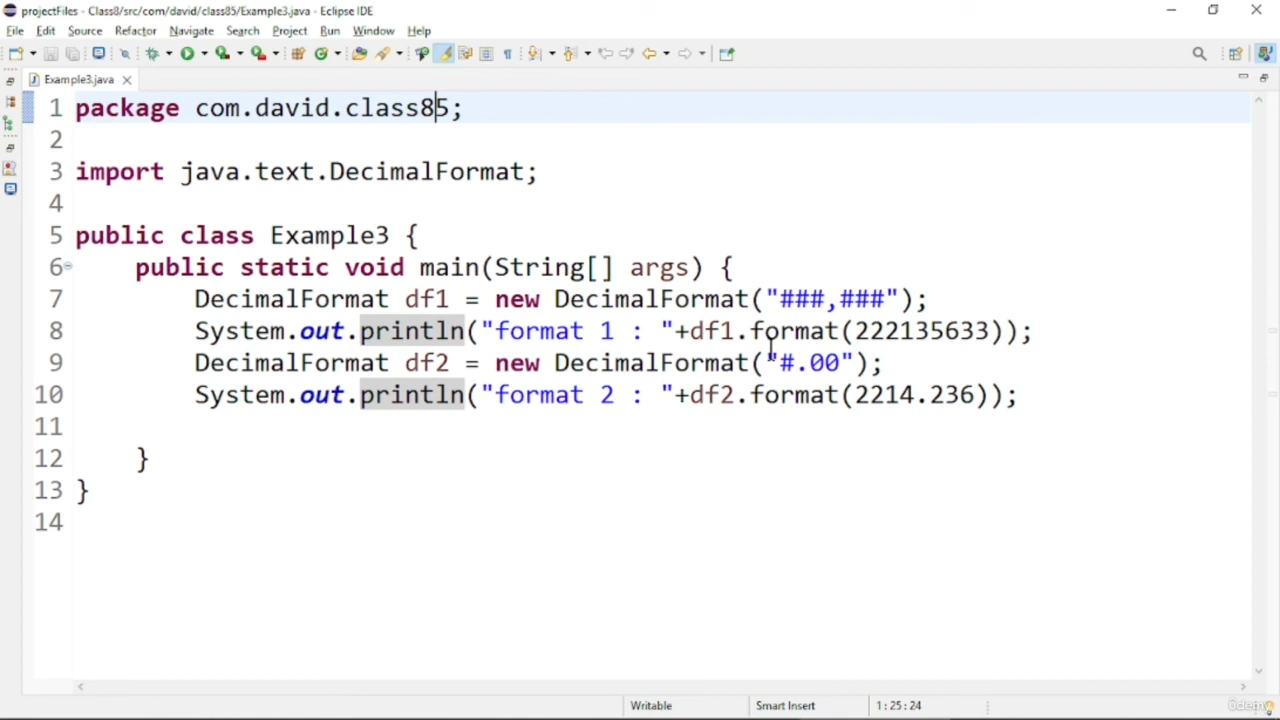 projectFiles - Class8/src/com/david/class85/Example3.java - Eclipse IDE
File Edit Source Refactor Navigate Search Project Run Window Help
Example3.java
1 package com.david.class85;
2
3 import java.text.DecimalFormat;
4
5 public class Example3 {
6 public static void main(String[] args) {
7 DecimalFormat df1 = new DecimalFormat("###,###");
8 System.out.println("format 1 : "+df1.format(222135633));
9 DecimalFormat df2 = new DecimalFormat("#.00");
10 System.out.println("format 2 : "+df2.format(2214.236));
11
12 }
13 }
14
Writable Smart Insert 1 : 25 : 24
ûdemy